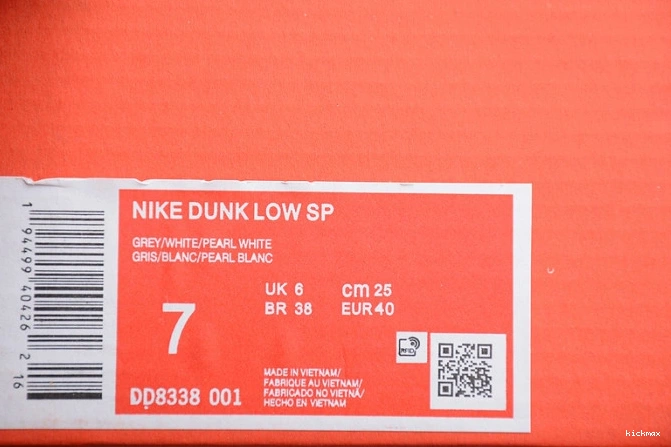 NIKE DUNK LOW SP
GREY/WHITE/PEARL WHITE
GRIS/BLANC/PEARL BLANC
7
UK 6 cm 25
BR 38 EUR 40
RFID
DD8338 001
MADE IN VIETNAM/
FABRIQUE AU VIETNAM/
FABRICADO NO VIETNÃ/
HECHO EN VIETNAM
1 94499 40426 2 16
kickmax